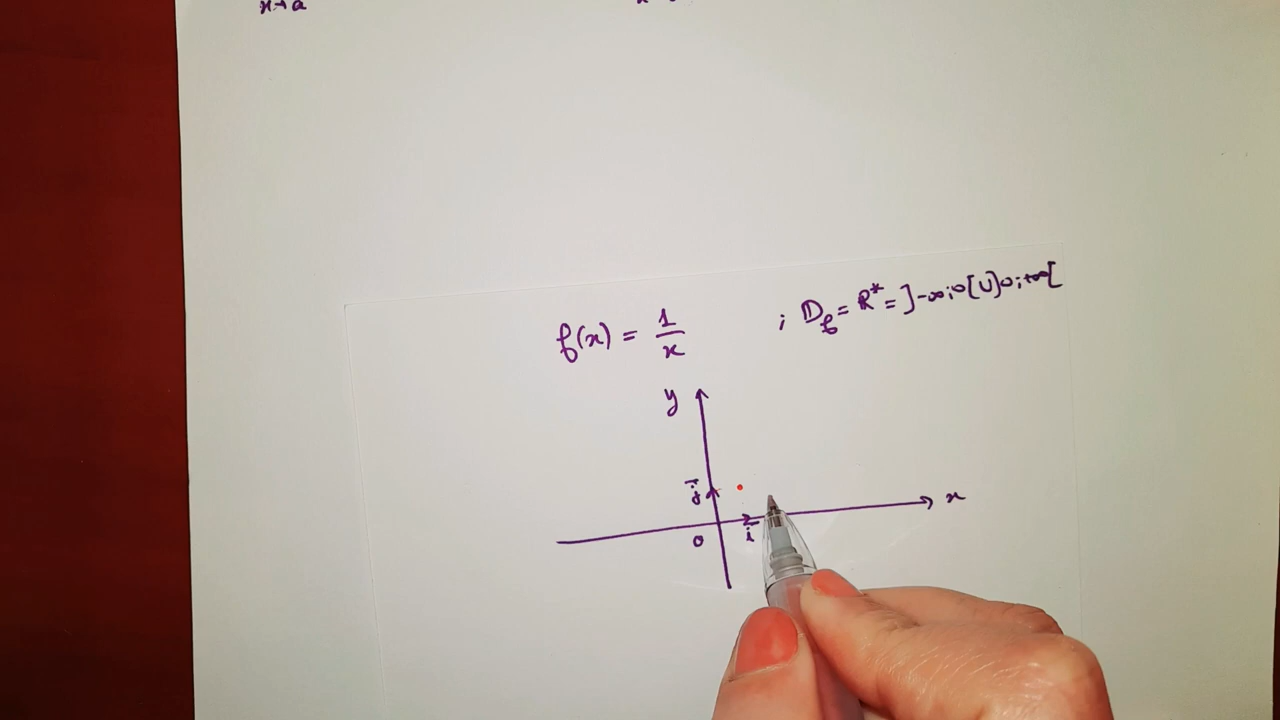 x→a
f(x) = 1/x ; D_f = R* = ]-∞;0[ U ]0;+∞[
y
j
x
i
0